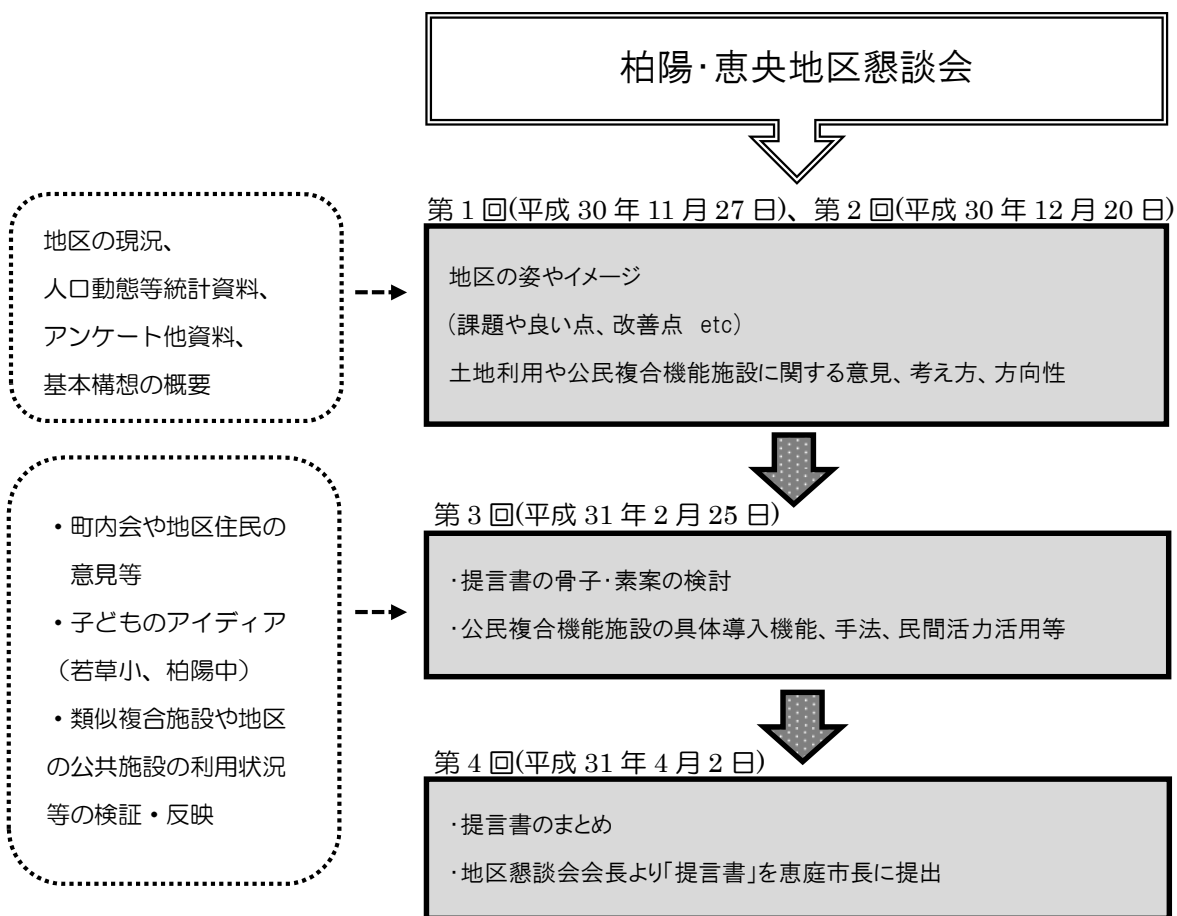 柏陽・恵央地区懇談会
第1回(平成30年11月27日)、第2回(平成30年12月20日)
地区の現況、
人口動態等統計資料、
アンケート他資料、
基本構想の概要
地区の姿やイメージ
(課題や良い点、改善点 etc)
土地利用や公民複合機能施設に関する意見、考え方、方向性
第3回(平成31年2月25日)
・町内会や地区住民の
意見等
・子どものアイディア
(若草小、柏陽中)
・類似複合施設や地区
の公共施設の利用状況
等の検証・反映
・提言書の骨子・素案の検討
・公民複合機能施設の具体導入機能、手法、民間活力活用等
第4回(平成31年4月2日)
・提言書のまとめ
・地区懇談会会長より「提言書」を恵庭市長に提出